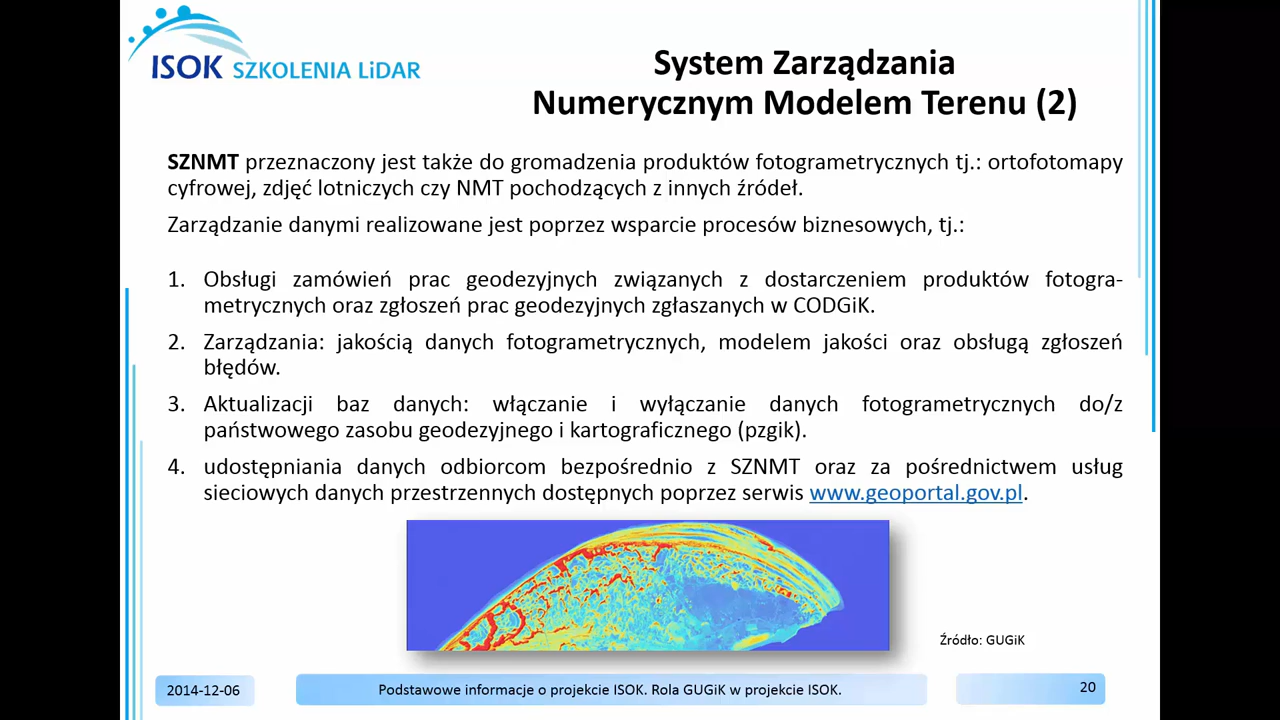 ISOK SZKOLENIA LiDAR
System Zarządzania
Numerycznym Modelem Terenu (2)
SZNMT przeznaczony jest także do gromadzenia produktów fotogrametrycznych tj.: ortofotomapy
cyfrowej, zdjęć lotniczych czy NMT pochodzących z innych źródeł.
Zarządzanie danymi realizowane jest poprzez wsparcie procesów biznesowych, tj.:
1. Obsługi zamówień prac geodezyjnych związanych z dostarczeniem produktów fotogra-
metrycznych oraz zgłoszeń prac geodezyjnych zgłaszanych w CODGiK.
2. Zarządzania: jakością danych fotogrametrycznych, modelem jakości oraz obsługą zgłoszeń
błędów.
3. Aktualizacji baz danych: włączanie i wyłączanie danych fotogrametrycznych do/z
państwowego zasobu geodezyjnego i kartograficznego (pzgik).
4. udostępniania danych odbiorcom bezpośrednio z SZNMT oraz za pośrednictwem usług
sieciowych danych przestrzennych dostępnych poprzez serwis www.geoportal.gov.pl.
Źródło: GUGiK
2014-12-06
Podstawowe informacje o projekcie ISOK. Rola GUGiK w projekcie ISOK.
20